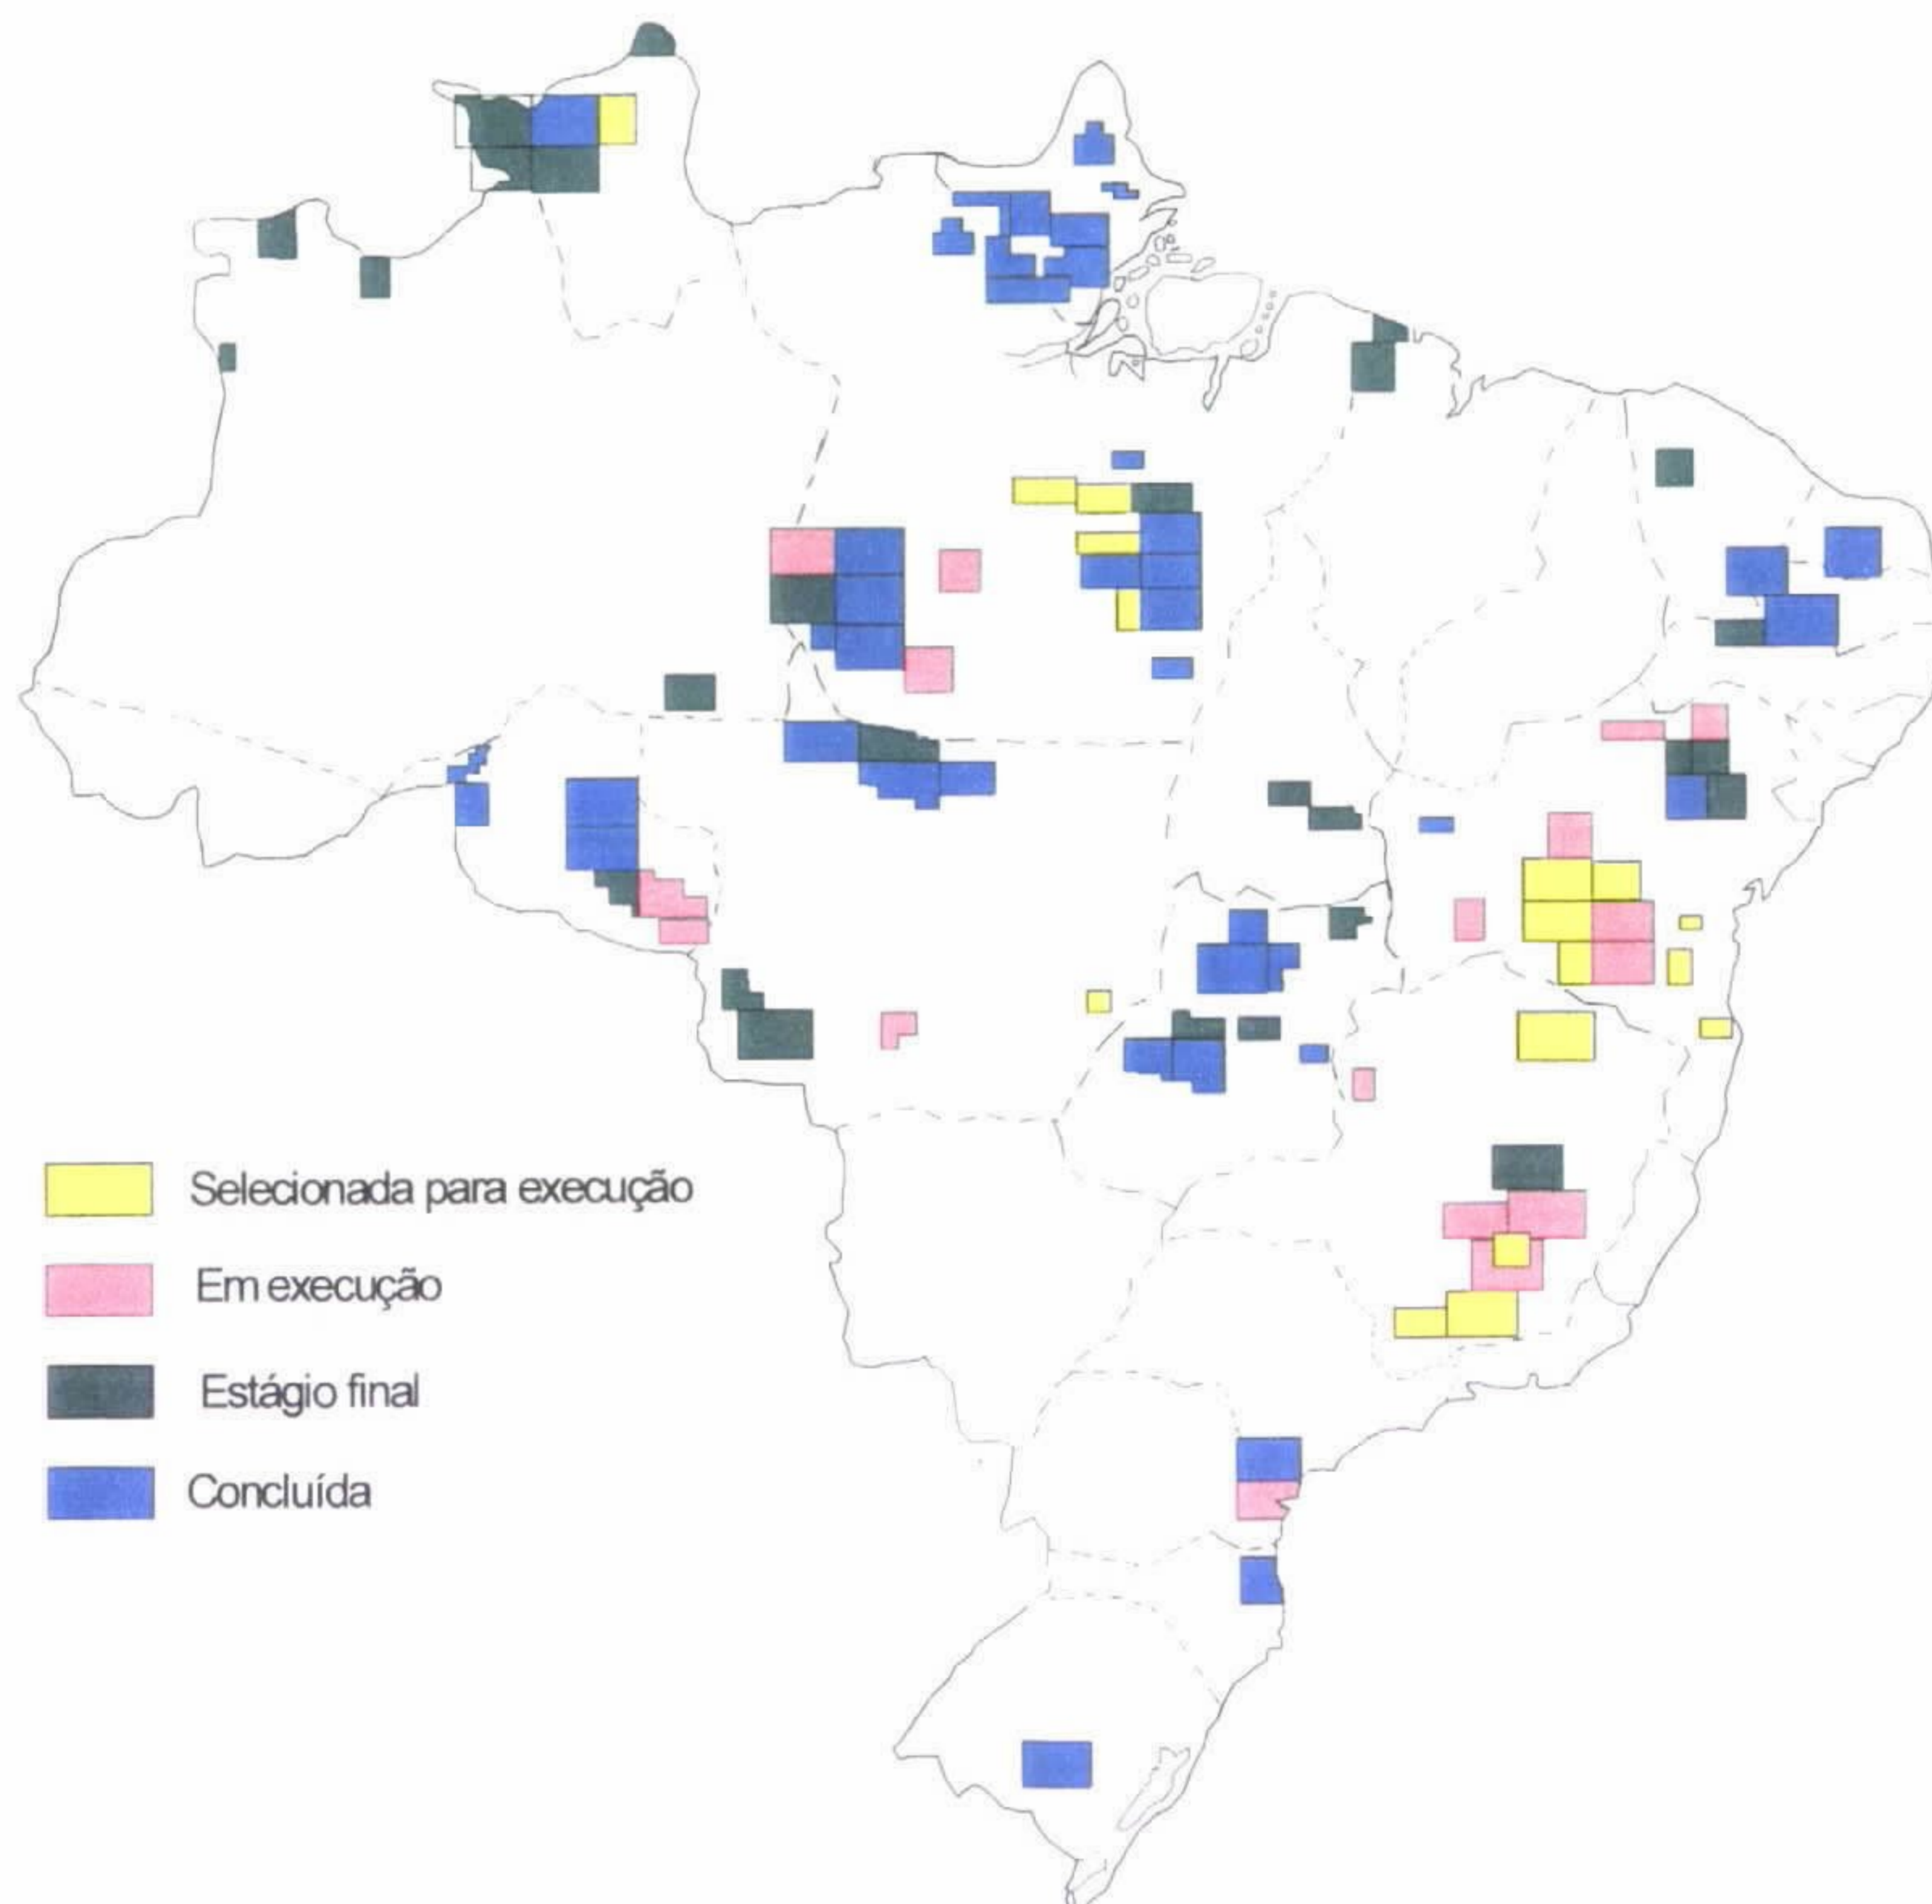 Selecionada para execução
Em execução
Estágio final
Concluída